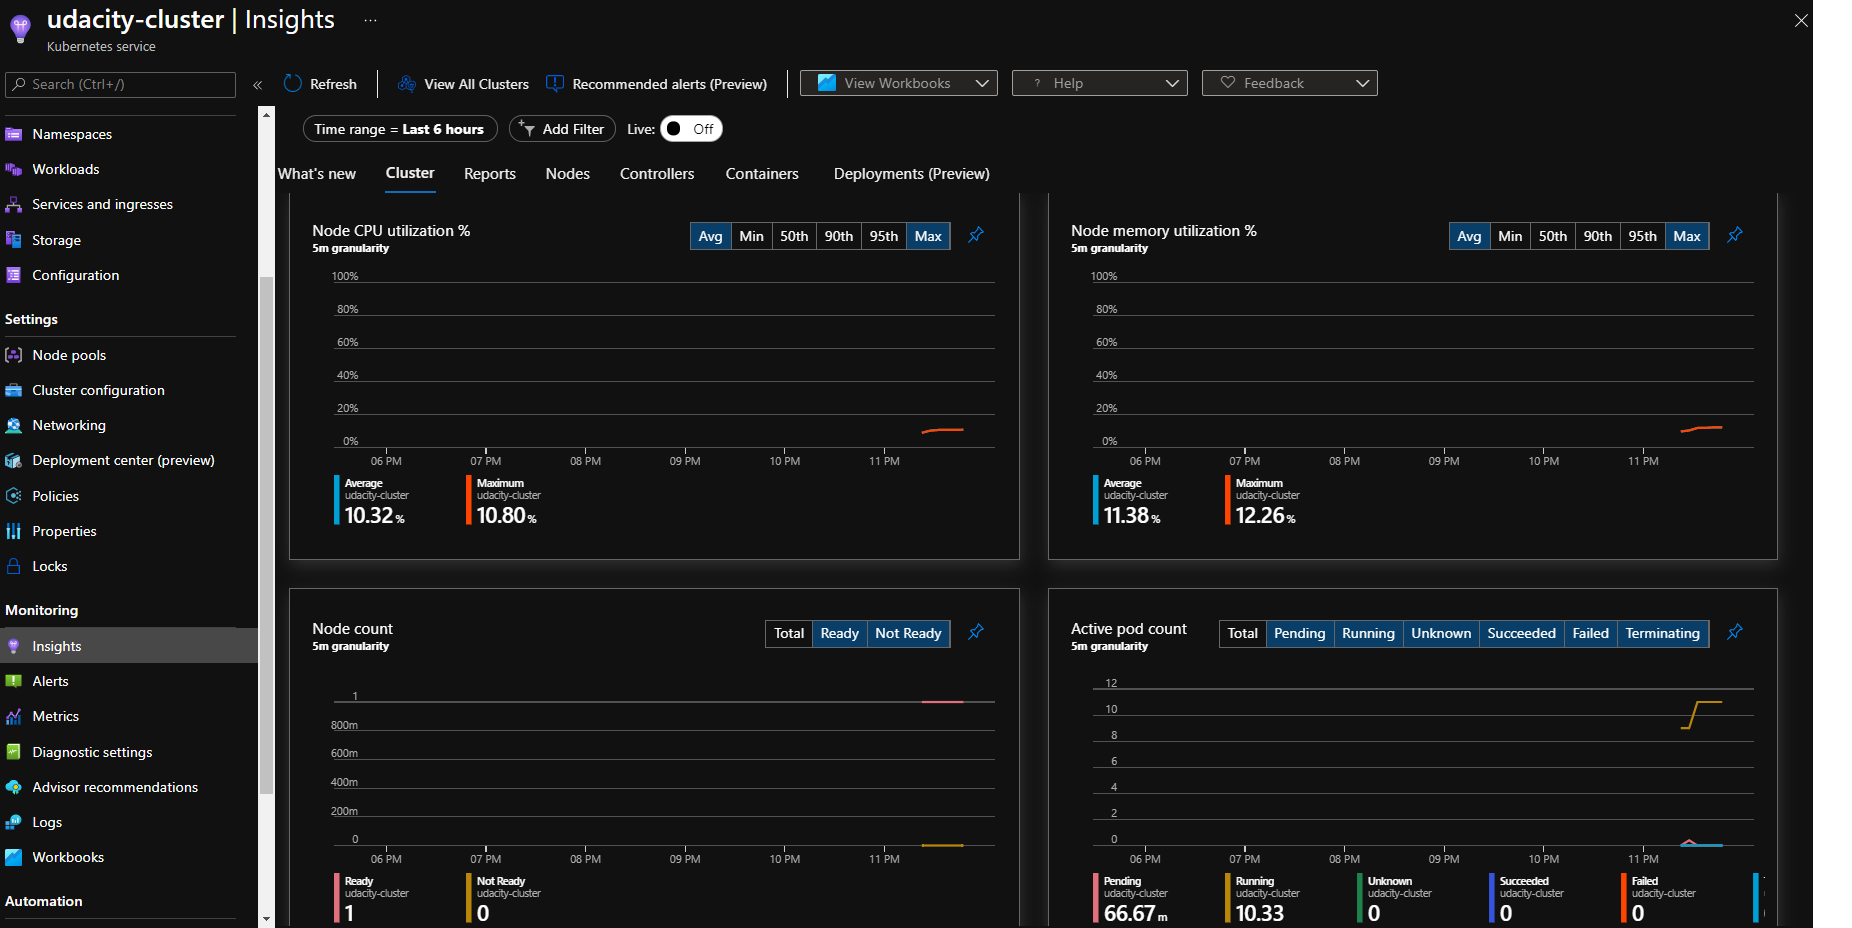 udacity-cluster | Insights ...
Kubernetes service
Search (Ctrl+/)
«
Refresh
View All Clusters
Recommended alerts (Preview)
View Workbooks
? Help
Feedback
Time range = Last 6 hours
Add Filter
Live: Off
What's new
Cluster
Reports
Nodes
Controllers
Containers
Deployments (Preview)
Namespaces
Workloads
Services and ingresses
Storage
Configuration
Settings
Node pools
Cluster configuration
Networking
Deployment center (preview)
Policies
Properties
Locks
Monitoring
Insights
Alerts
Metrics
Diagnostic settings
Advisor recommendations
Logs
Workbooks
Automation
Node CPU utilization %
5m granularity
Avg Min 50th 90th 95th Max
100%
80%
60%
40%
20%
0%
06 PM 07 PM 08 PM 09 PM 10 PM 11 PM
Average
udacity-cluster
10.32 %
Maximum
udacity-cluster
10.80 %
Node memory utilization %
5m granularity
Avg Min 50th 90th 95th Max
100%
80%
60%
40%
20%
0%
06 PM 07 PM 08 PM 09 PM 10 PM 11 PM
Average
udacity-cluster
11.38 %
Maximum
udacity-cluster
12.26 %
Node count
5m granularity
Total Ready Not Ready
1
800m
600m
400m
200m
0
06 PM 07 PM 08 PM 09 PM 10 PM 11 PM
Ready
udacity-cluster
1
Not Ready
udacity-cluster
0
Active pod count
5m granularity
Total Pending Running Unknown Succeeded Failed Terminating
12
10
8
6
4
2
0
06 PM 07 PM 08 PM 09 PM 10 PM 11 PM
Pending
udacity-cluster
66.67 m
Running
udacity-cluster
10.33
Unknown
udacity-cluster
0
Succeeded
udacity-cluster
0
Failed
udacity-cluster
0